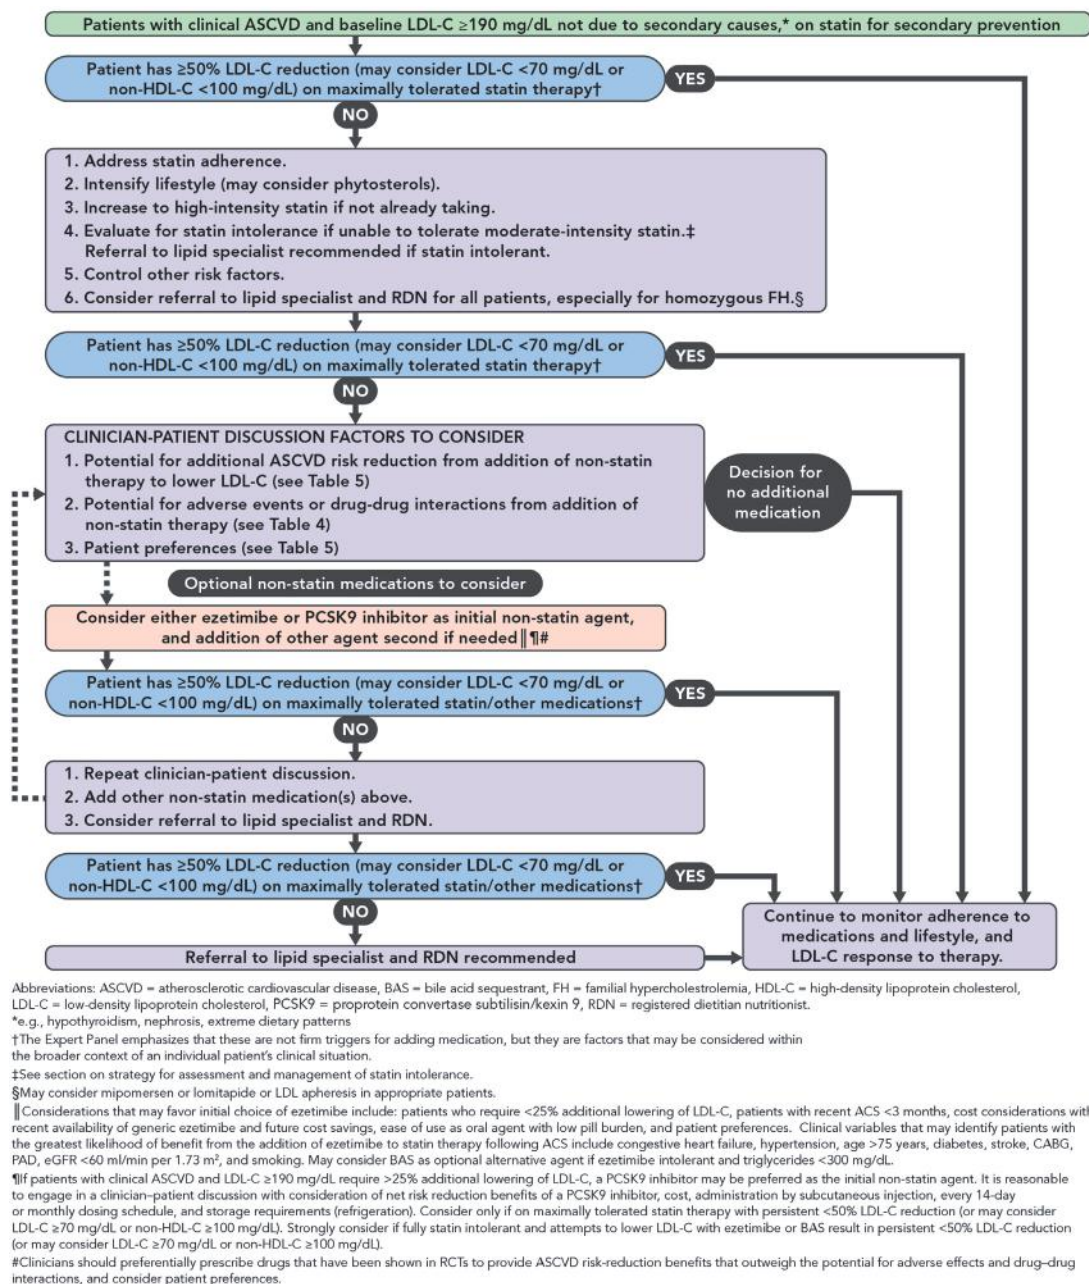 Patients with clinical ASCVD and baseline LDL-C ≥190 mg/dL not due to secondary causes,* on statin for secondary prevention
Patient has ≥50% LDL-C reduction (may consider LDL-C <70 mg/dL or
non-HDL-C <100 mg/dL) on maximally tolerated statin therapy†
YES
NO
1. Address statin adherence.
2. Intensify lifestyle (may consider phytosterols).
3. Increase to high-intensity statin if not already taking.
4. Evaluate for statin intolerance if unable to tolerate moderate-intensity statin.‡
Referral to lipid specialist recommended if statin intolerant.
5. Control other risk factors.
6. Consider referral to lipid specialist and RDN for all patients, especially for homozygous FH.§
Patient has ≥50% LDL-C reduction (may consider LDL-C <70 mg/dL or
non-HDL-C <100 mg/dL) on maximally tolerated statin therapy†
YES
NO
CLINICIAN-PATIENT DISCUSSION FACTORS TO CONSIDER
1. Potential for additional ASCVD risk reduction from addition of non-statin
therapy to lower LDL-C (see Table 5)
2. Potential for adverse events or drug-drug interactions from addition of
non-statin therapy (see Table 4)
3. Patient preferences (see Table 5)
Decision for
no additional
medication
Optional non-statin medications to consider
Consider either ezetimibe or PCSK9 inhibitor as initial non-statin agent,
and addition of other agent second if needed‖¶#
Patient has ≥50% LDL-C reduction (may consider LDL-C <70 mg/dL or
non-HDL-C <100 mg/dL) on maximally tolerated statin/other medications†
YES
NO
1. Repeat clinician-patient discussion.
2. Add other non-statin medication(s) above.
3. Consider referral to lipid specialist and RDN.
Patient has ≥50% LDL-C reduction (may consider LDL-C <70 mg/dL or
non-HDL-C <100 mg/dL) on maximally tolerated statin/other medications†
YES
NO
Referral to lipid specialist and RDN recommended
Continue to monitor adherence to
medications and lifestyle, and
LDL-C response to therapy.
Abbreviations: ASCVD = atherosclerotic cardiovascular disease, BAS = bile acid sequestrant, FH = familial hypercholestrolemia, HDL-C = high-density lipoprotein cholesterol,
LDL-C = low-density lipoprotein cholesterol, PCSK9 = proprotein convertase subtilisin/kexin 9, RDN = registered dietitian nutritionist.
*e.g., hypothyroidism, nephrosis, extreme dietary patterns
†The Expert Panel emphasizes that these are not firm triggers for adding medication, but they are factors that may be considered within
the broader context of an individual patient's clinical situation.
‡See section on strategy for assessment and management of statin intolerance.
§May consider mipomersen or lomitapide or LDL apheresis in appropriate patients.
‖Considerations that may favor initial choice of ezetimibe include: patients who require <25% additional lowering of LDL-C, patients with recent ACS <3 months, cost considerations with
recent availability of generic ezetimibe and future cost savings, ease of use as oral agent with low pill burden, and patient preferences. Clinical variables that may identify patients with
the greatest likelihood of benefit from the addition of ezetimibe to statin therapy following ACS include congestive heart failure, hypertension, age >75 years, diabetes, stroke, CABG,
PAD, eGFR <60 ml/min per 1.73 m², and smoking. May consider BAS as optional alternative agent if ezetimibe intolerant and triglycerides <300 mg/dL.
¶If patients with clinical ASCVD and LDL-C ≥190 mg/dL require >25% additional lowering of LDL-C, a PCSK9 inhibitor may be preferred as the initial non-statin agent. It is reasonable
to engage in a clinician–patient discussion with consideration of net risk reduction benefits of a PCSK9 inhibitor, cost, administration by subcutaneous injection, every 14-day
or monthly dosing schedule, and storage requirements (refrigeration). Consider only if on maximally tolerated statin therapy with persistent <50% LDL-C reduction (or may consider
LDL-C ≥70 mg/dL or non-HDL-C ≥100 mg/dL). Strongly consider if fully statin intolerant and attempts to lower LDL-C with ezetimibe or BAS result in persistent <50% LDL-C reduction
(or may consider LDL-C ≥70 mg/dL or non-HDL-C ≥100 mg/dL).
#Clinicians should preferentially prescribe drugs that have been shown in RCTs to provide ASCVD risk-reduction benefits that outweigh the potential for adverse effects and drug–drug
interactions, and consider patient preferences.